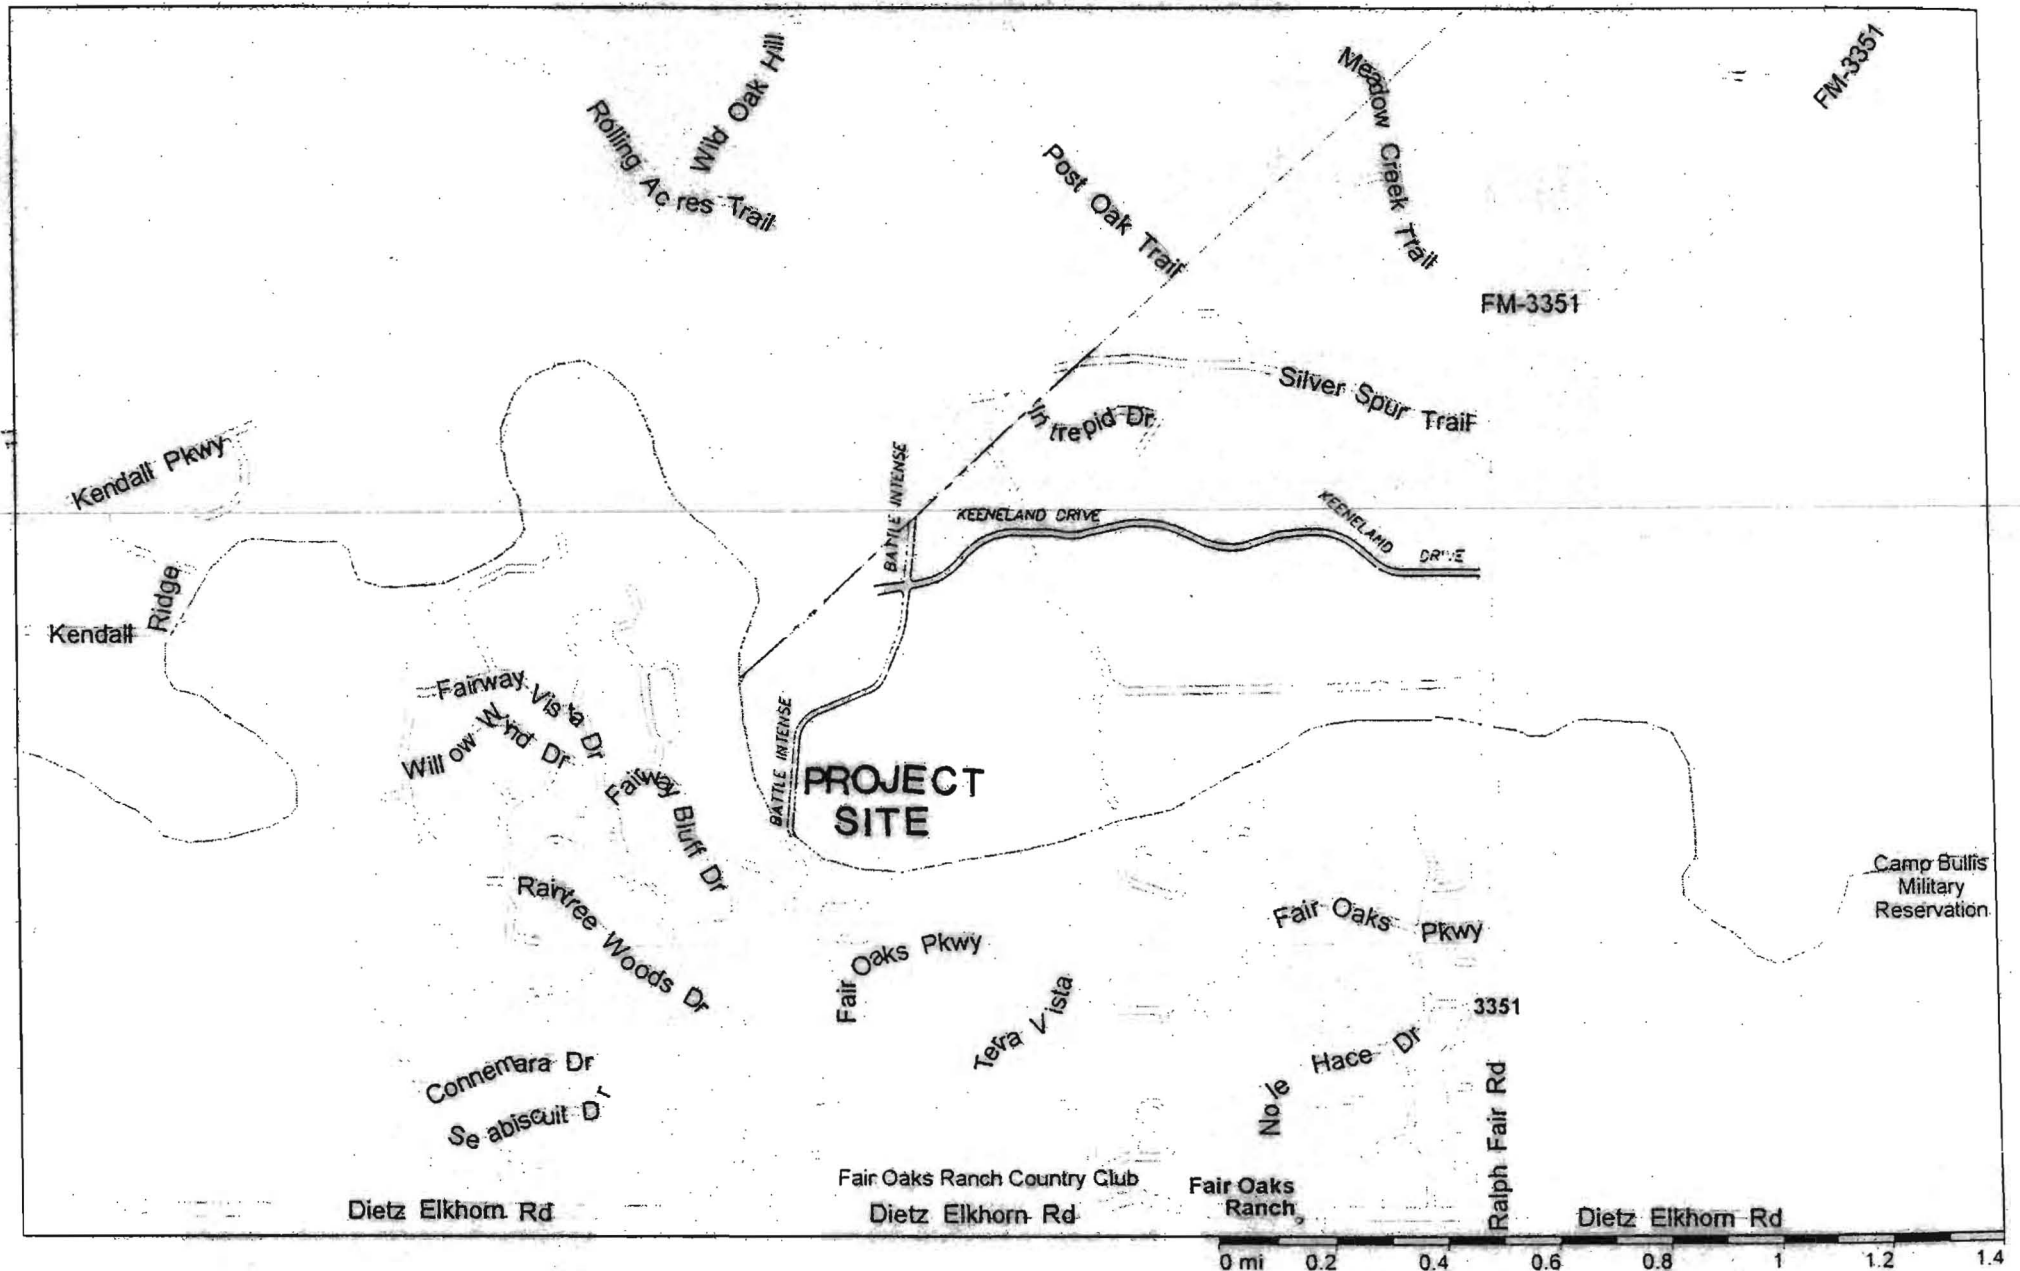 Wild Oak Hill
Rolling Acres Trail
Meadow Creek Trail
FM-3351
Post Oak Trail
FM-3351
Silver Spur Trail
Intrepid Dr
Kendall Pkwy
BATTLE INTENSE
KEENELAND DRIVE
KEENELAND DRIVE
Kendall Ridge
Fairway Vista Dr
Willow Wind Dr
Fairway Bluff Dr
BATTLE INTENSE
PROJECT
SITE
Camp Bullis
Military
Reservation
Raintree Woods Dr
Fair Oaks Pkwy
Fair Oaks Pkwy
Terra Vista
3351
Noble Hace Dr
Connemara Dr
Seabiscuit Dr
Ralph Fair Rd
Fair Oaks Ranch Country Club
Fair Oaks
Ranch
Dietz Elkhorn Rd
Dietz Elkhorn Rd
Dietz Elkhorn Rd
0 mi 0.2 0.4 0.6 0.8 1 1.2 1.4